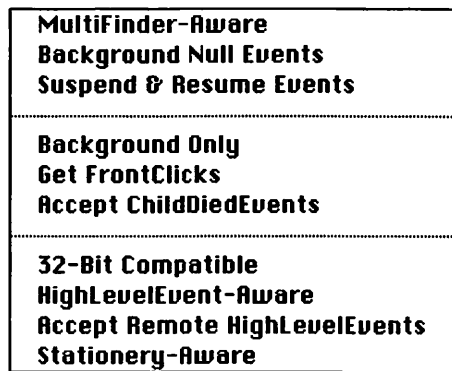 MultiFinder-Aware
Background Null Events
Suspend & Resume Events
Background Only
Get FrontClicks
Accept ChildDiedEvents
32-Bit Compatible
HighLevelEvent-Aware
Accept Remote HighLevelEvents
Stationery-Aware